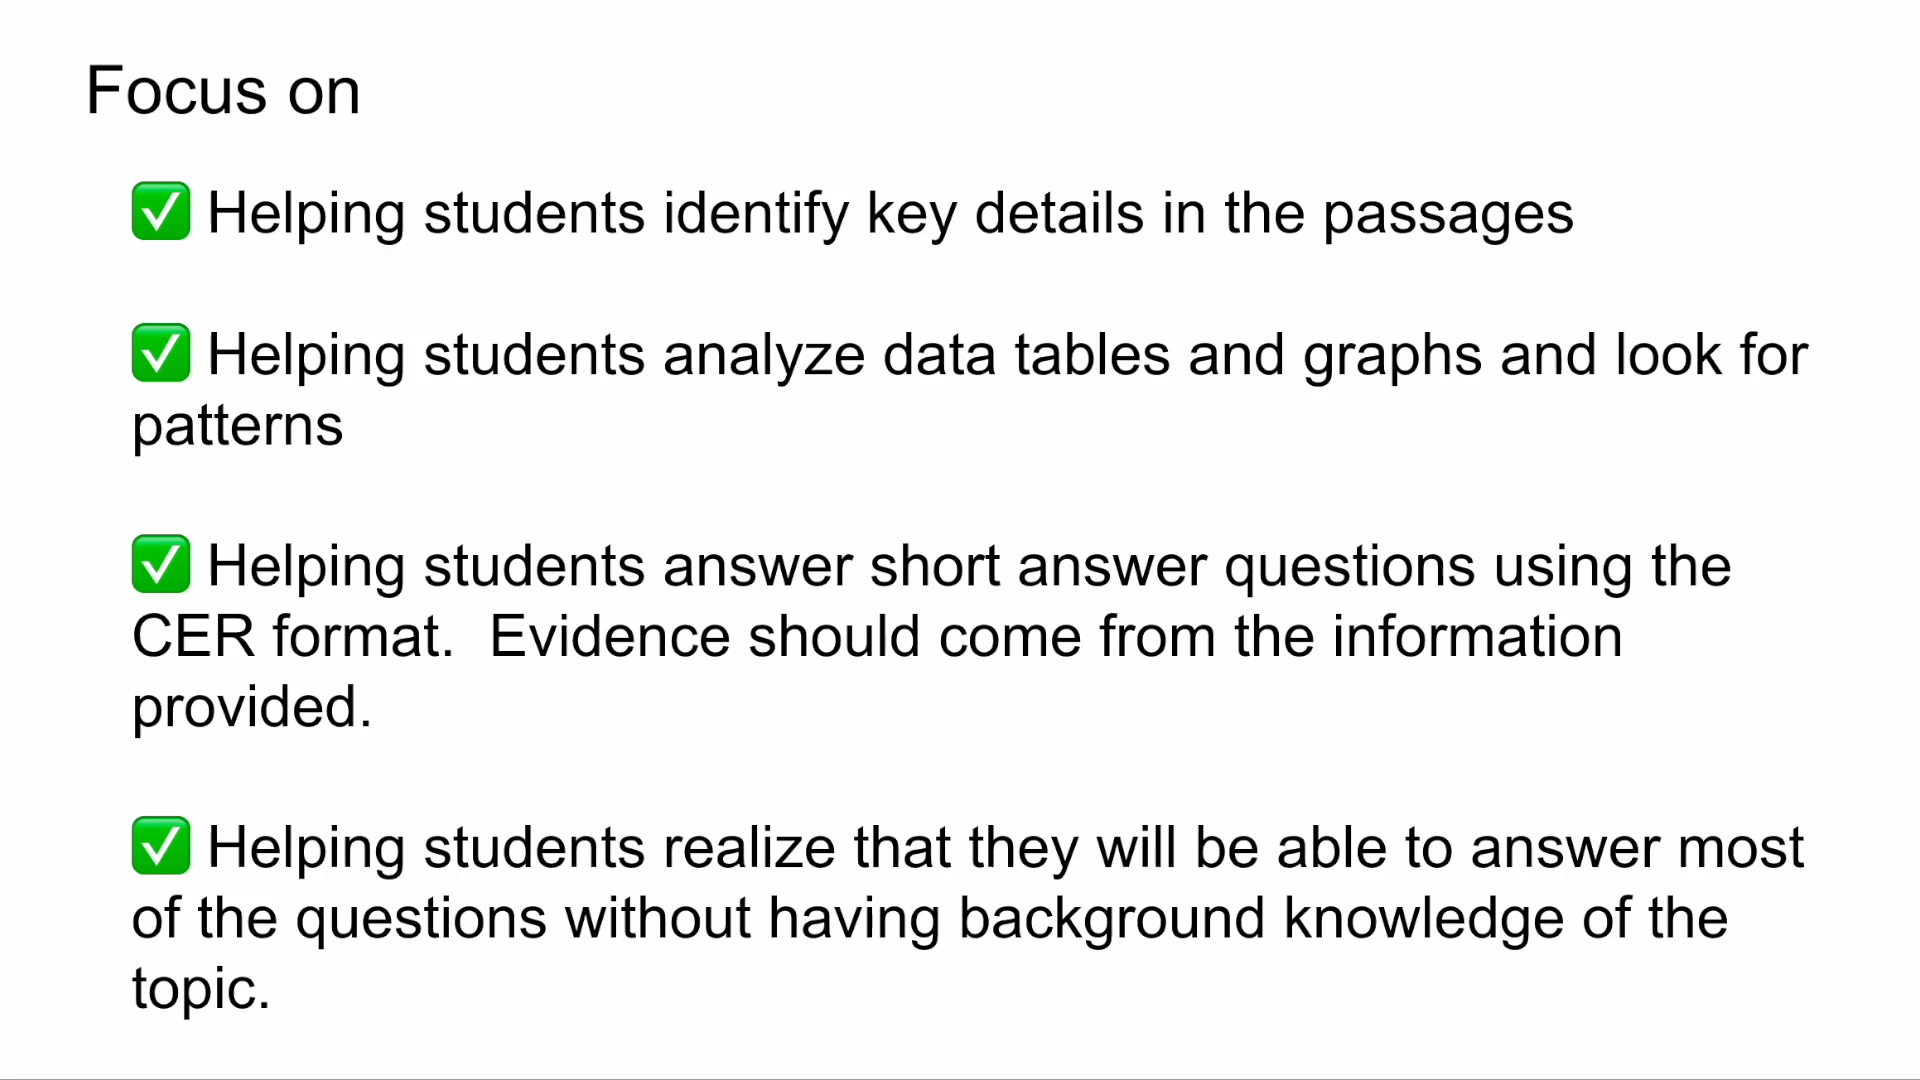 Focus on
✅ Helping students identify key details in the passages
✅ Helping students analyze data tables and graphs and look for
patterns
✅ Helping students answer short answer questions using the
CER format.  Evidence should come from the information
provided.
✅ Helping students realize that they will be able to answer most
of the questions without having background knowledge of the
topic.